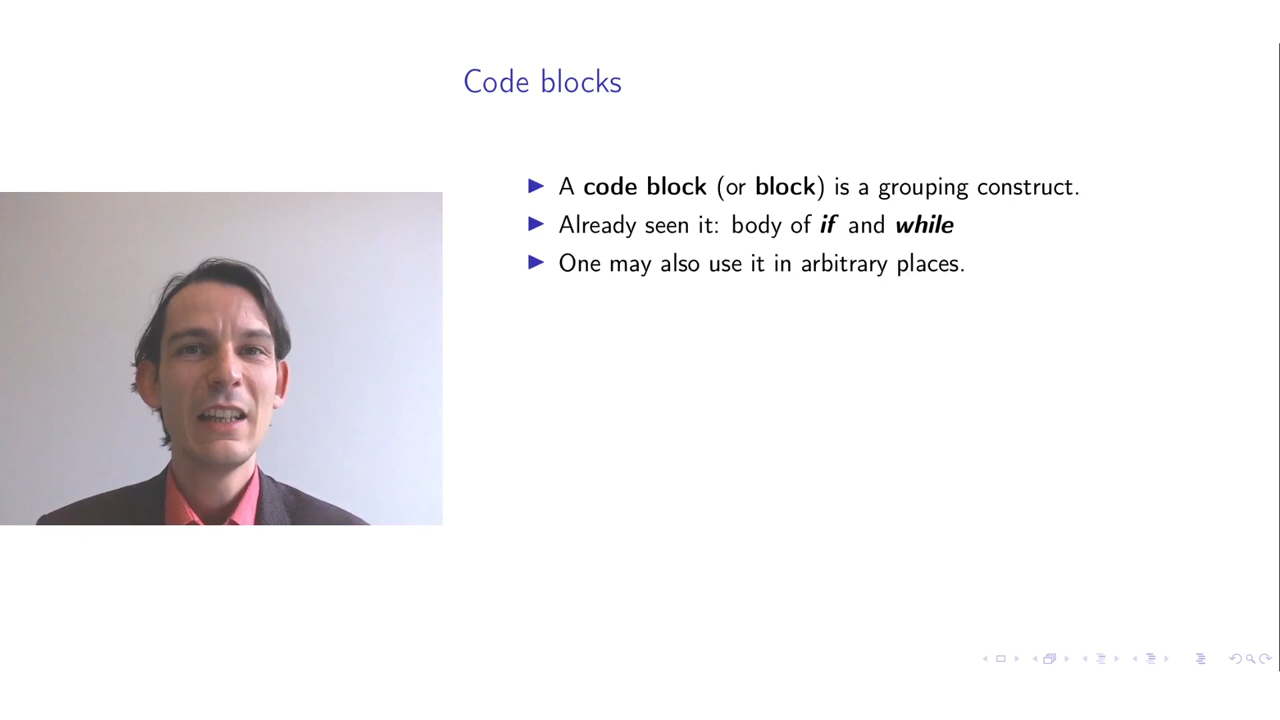 Code blocks
A code block (or block) is a grouping construct.
Already seen it: body of if and while
One may also use it in arbitrary places.